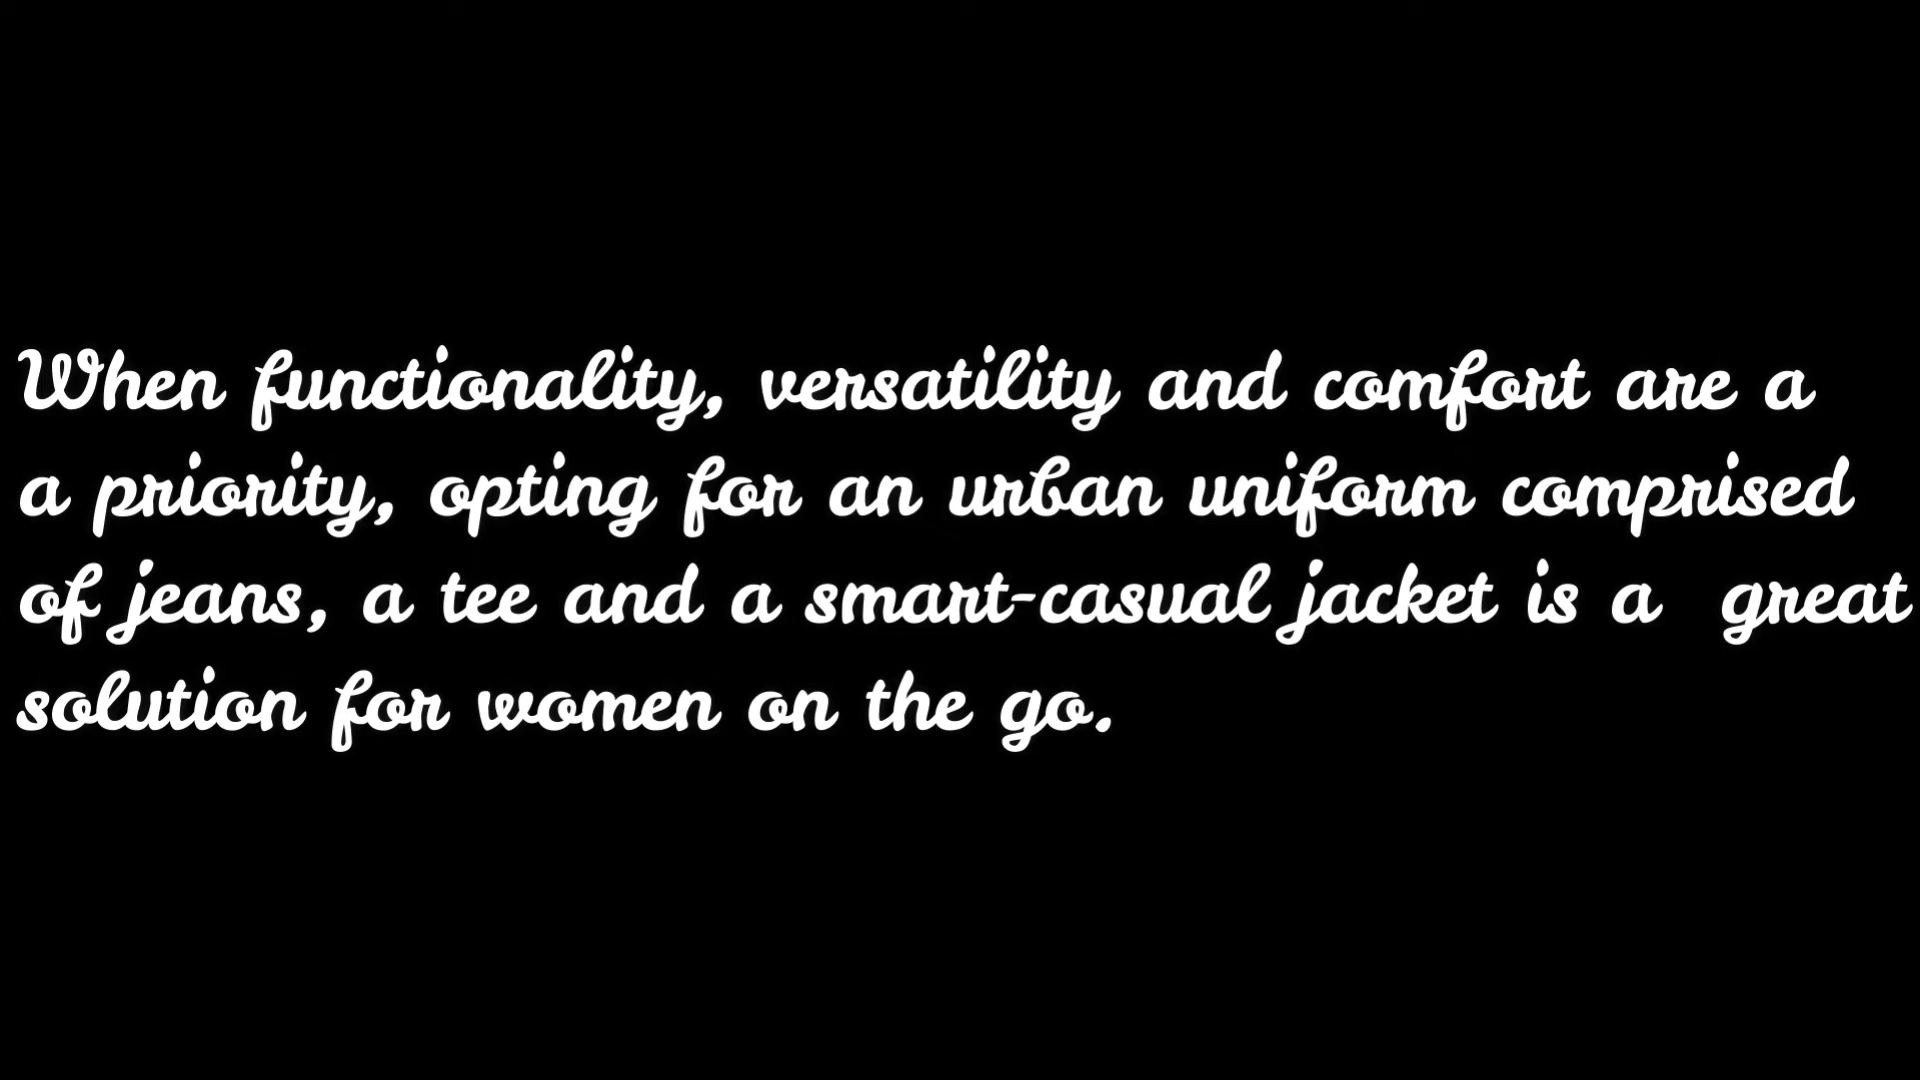 When functionality, versatility and comfort are a
a priority, opting for an urban uniform comprised
of jeans, a tee and a smart-casual jacket is a  great
solution for women on the go.